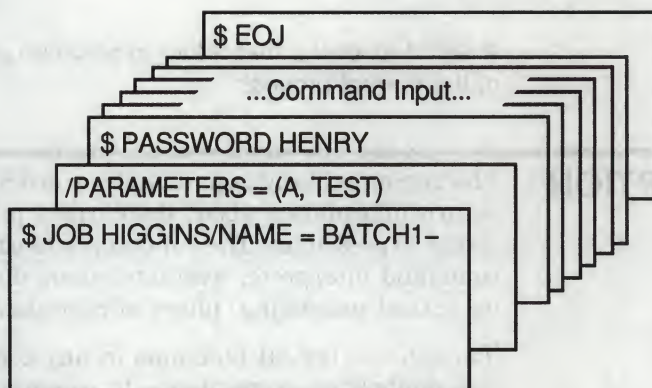 $ EOJ
...Command Input...
$ PASSWORD HENRY
/PARAMETERS = (A, TEST)
$ JOB HIGGINS/NAME = BATCH1–